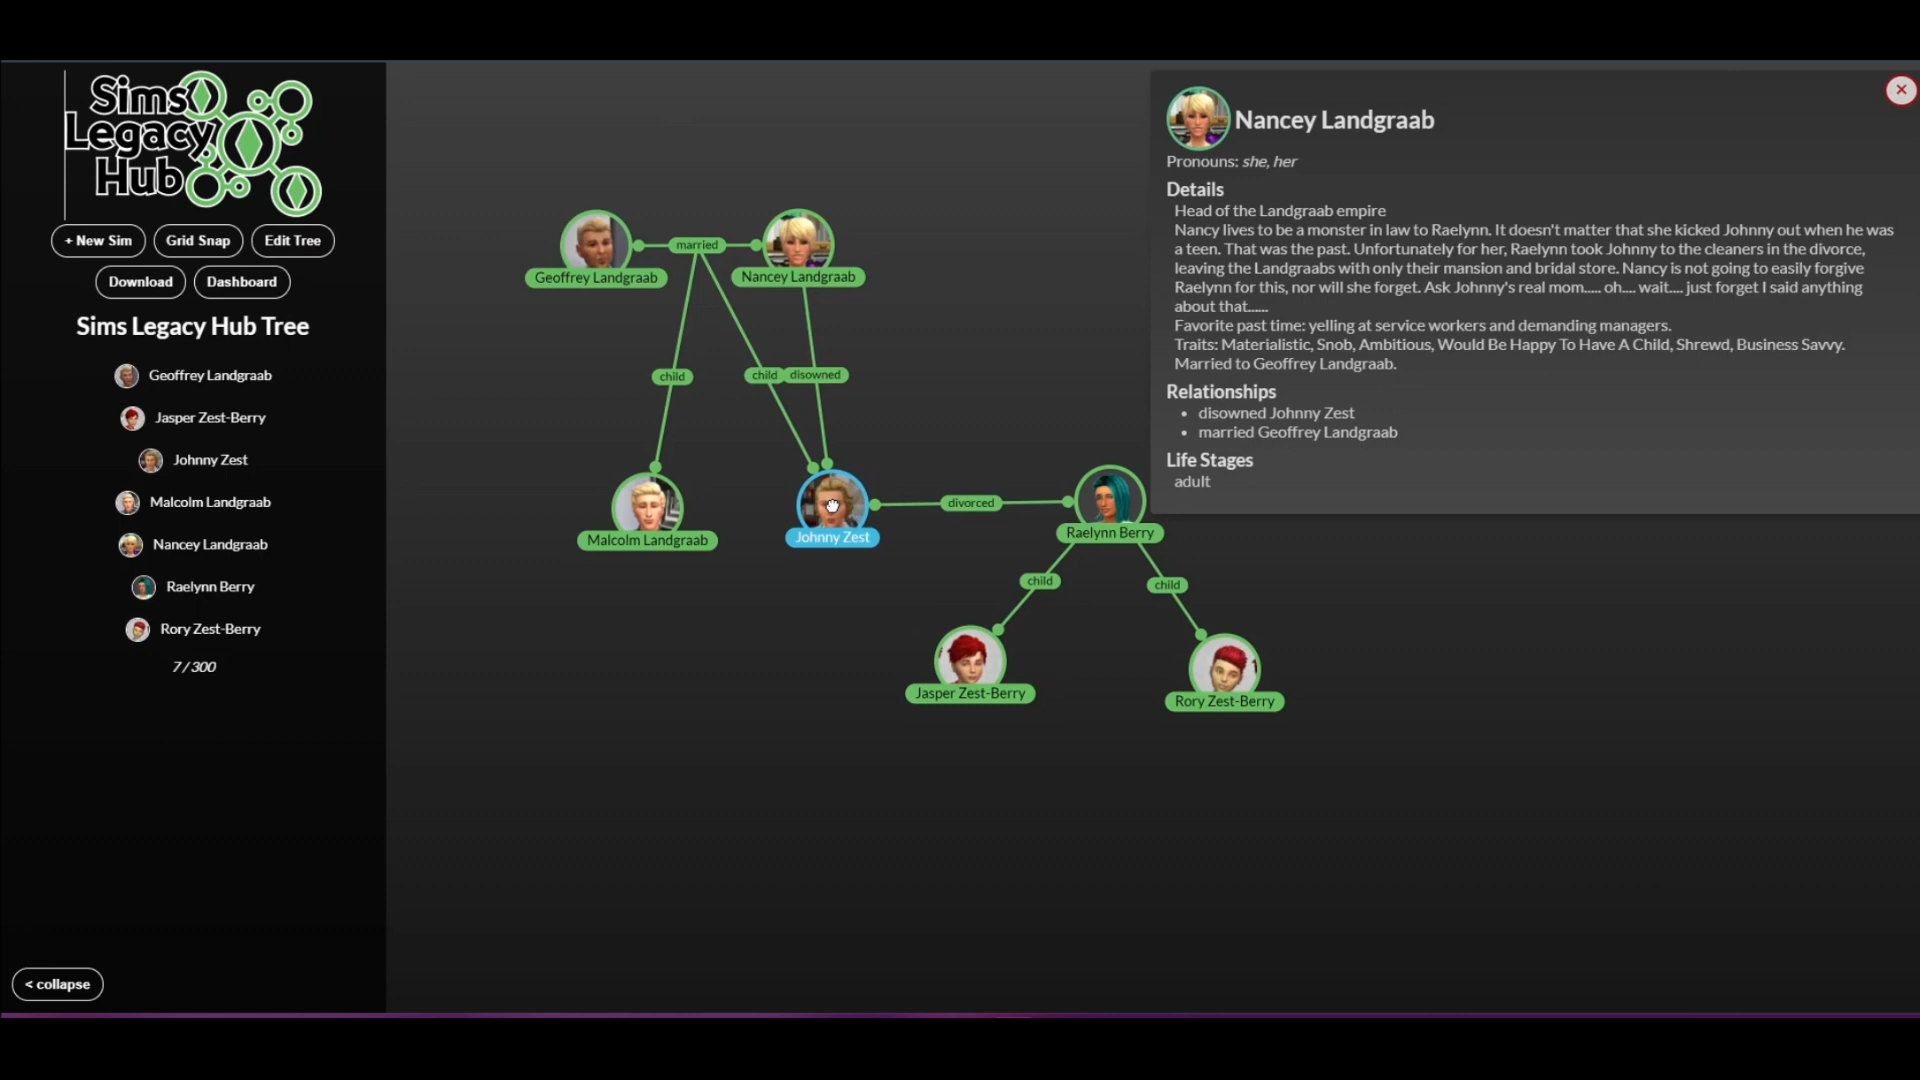 Sims
Legacy
Hub
+ New Sim
Grid Snap
Edit Tree
Download
Dashboard
Sims Legacy Hub Tree
Geoffrey Landgraab
Jasper Zest-Berry
Johnny Zest
Malcolm Landgraab
Nancey Landgraab
Raelynn Berry
Rory Zest-Berry
7 / 300
< collapse
married
Geoffrey Landgraab
Nancey Landgraab
child
child
disowned
Malcolm Landgraab
Johnny Zest
divorced
Raelynn Berry
child
child
Jasper Zest-Berry
Rory Zest-Berry
Nancey Landgraab
Pronouns: she, her
Details
Head of the Landgraab empire
Nancy lives to be a monster in law to Raelynn. It doesn't matter that she kicked Johnny out when he was
a teen. That was the past. Unfortunately for her, Raelynn took Johnny to the cleaners in the divorce,
leaving the Landgraabs with only their mansion and bridal store. Nancy is not going to easily forgive
Raelynn for this, nor will she forget. Ask Johnny's real mom..... oh.... wait.... just forget I said anything
about that......
Favorite past time: yelling at service workers and demanding managers.
Traits: Materialistic, Snob, Ambitious, Would Be Happy To Have A Child, Shrewd, Business Savvy.
Married to Geoffrey Landgraab.
Relationships
• disowned Johnny Zest
• married Geoffrey Landgraab
Life Stages
adult